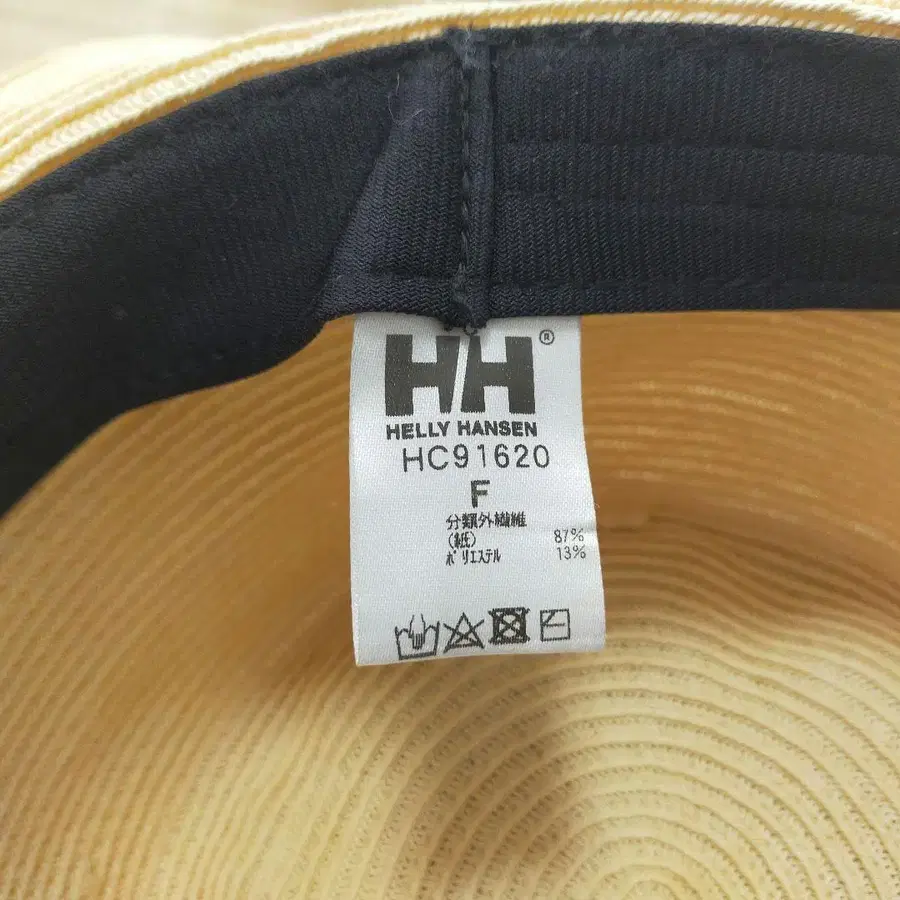 HH®
HELLY HANSEN
HC91620
F
分類外繊維
(紙) 87%
ポリエステル 13%